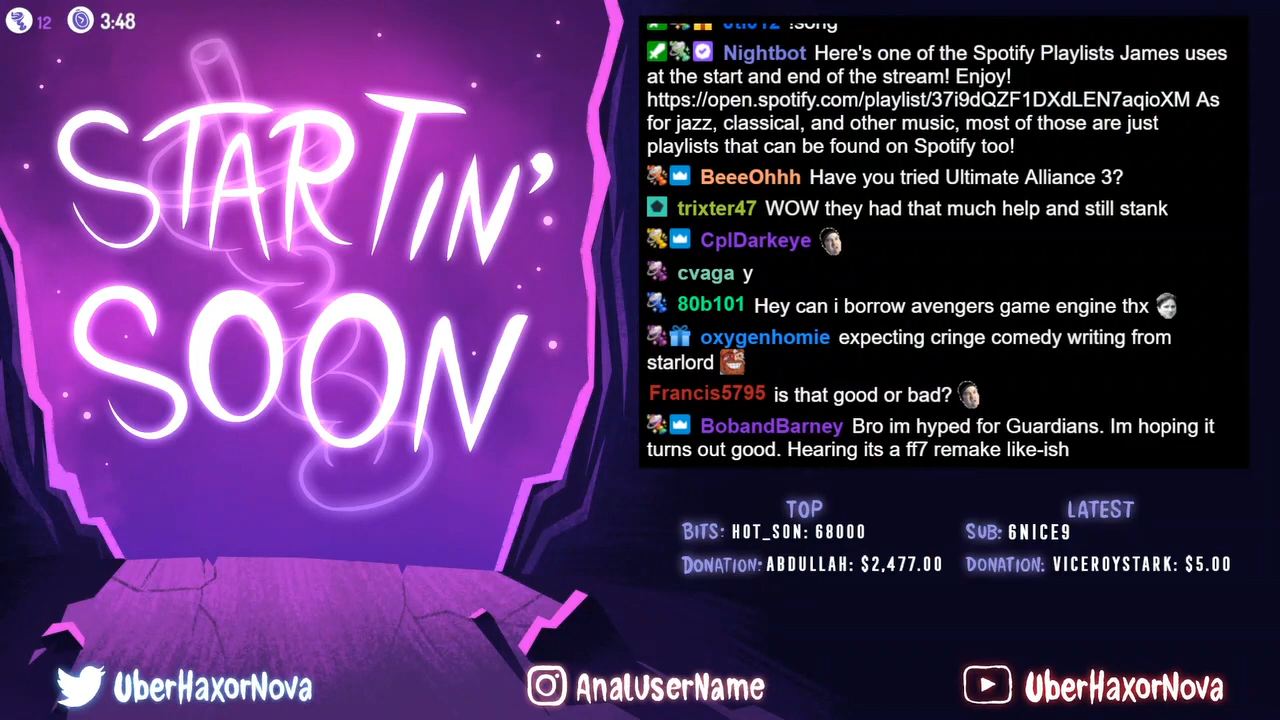 12 3:48
STARTIN'
SOON
!song
Nightbot Here's one of the Spotify Playlists James uses
at the start and end of the stream! Enjoy!
https://open.spotify.com/playlist/37i9dQZF1DXdLEN7aqioXM As
for jazz, classical, and other music, most of those are just
playlists that can be found on Spotify too!
BeeeOhhh Have you tried Ultimate Alliance 3?
trixter47 WOW they had that much help and still stank
CplDarkeye
cvaga y
80b101 Hey can i borrow avengers game engine thx
oxygenhomie expecting cringe comedy writing from
starlord
Francis5795 is that good or bad?
BobandBarney Bro im hyped for Guardians. Im hoping it
turns out good. Hearing its a ff7 remake like-ish
TOP
BITS: HOT_SON: 68000
DONATION: ABDULLAH: $2,477.00
LATEST
SUB: 6NICE9
DONATION: VICEROYSTARK: $5.00
UberHaxorNova
AnalUserName
UberHaxorNova